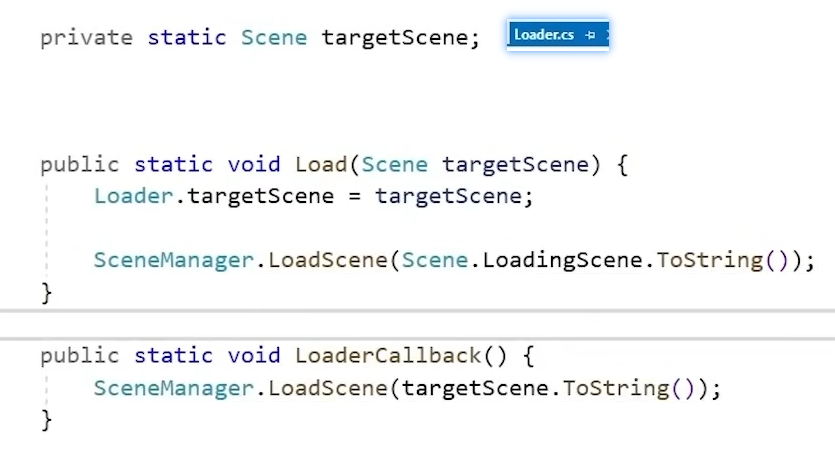 private static Scene targetScene; Loader.cs
public static void Load(Scene targetScene) {
Loader.targetScene = targetScene;
SceneManager.LoadScene(Scene.LoadingScene.ToString());
}
public static void LoaderCallback() {
SceneManager.LoadScene(targetScene.ToString());
}